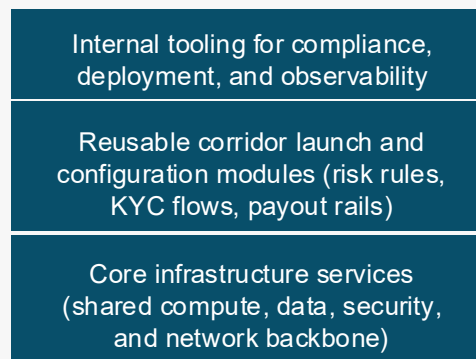 Internal tooling for compliance,
deployment, and observability
Reusable corridor launch and
configuration modules (risk rules,
KYC flows, payout rails)
Core infrastructure services
(shared compute, data, security,
and network backbone)